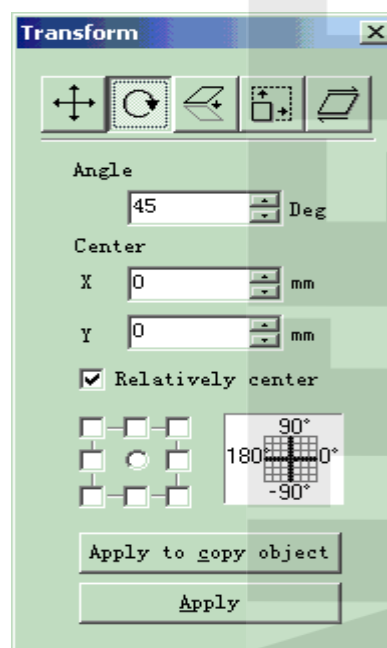 Transform
Angle
45 Deg
Center
X 0 mm
Y 0 mm
Relatively center
90°
180° 0°
-90°
Apply to copy object
Apply